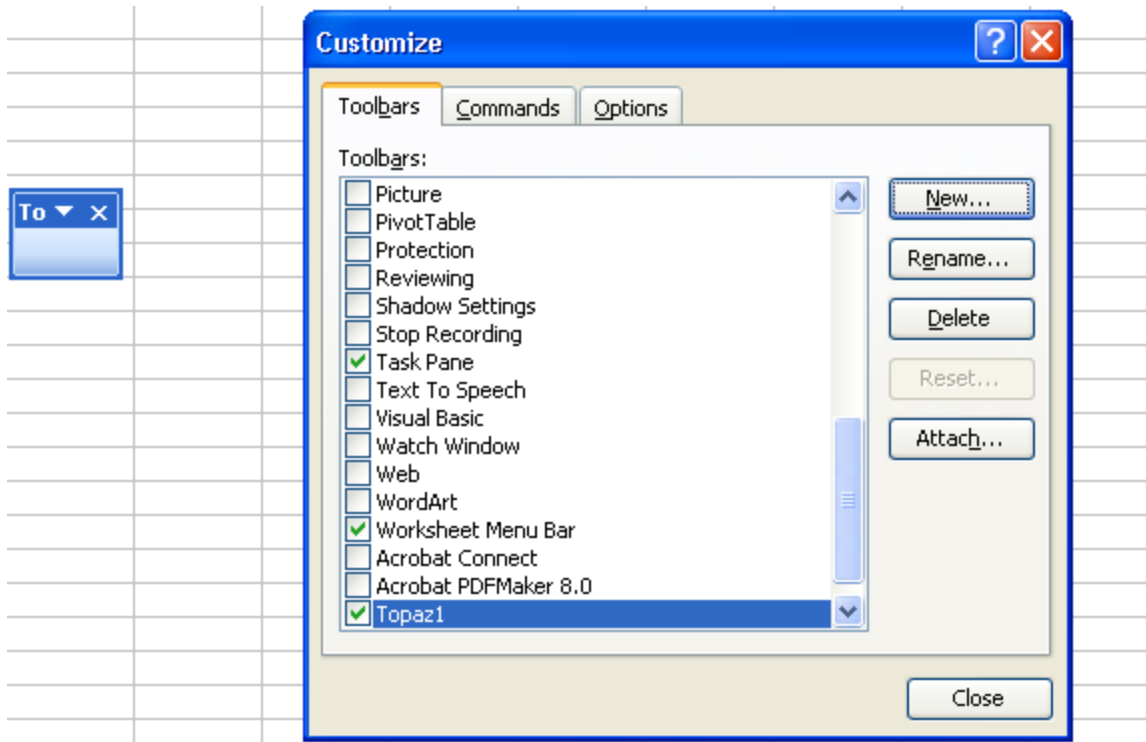 Customize
Toolbars Commands Options
Toolbars:
To
Picture
PivotTable
Protection
Reviewing
Shadow Settings
Stop Recording
Task Pane
Text To Speech
Visual Basic
Watch Window
Web
WordArt
Worksheet Menu Bar
Acrobat Connect
Acrobat PDFMaker 8.0
Topaz1
New...
Rename...
Delete
Reset...
Attach...
Close